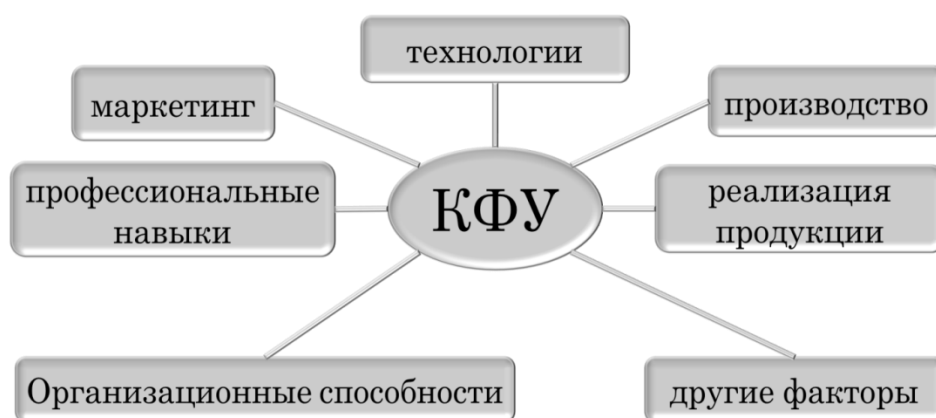 технологии
маркетинг
производство
профессиональные
навыки
КФУ
реализация
продукции
Организационные способности
другие факторы